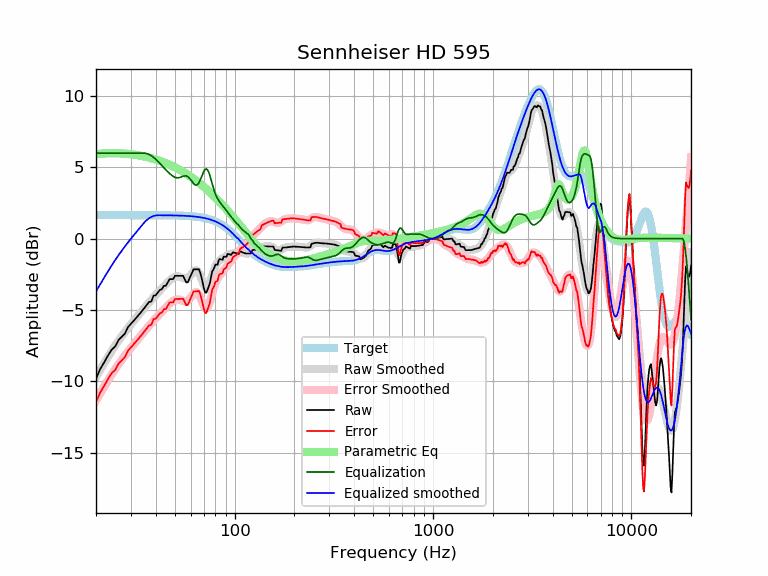 Sennheiser HD 595
10
5
0
−5
−10
−15
Amplitude (dBr)
Target
Raw Smoothed
Error Smoothed
Raw
Error
Parametric Eq
Equalization
Equalized smoothed
100
1000
10000
Frequency (Hz)